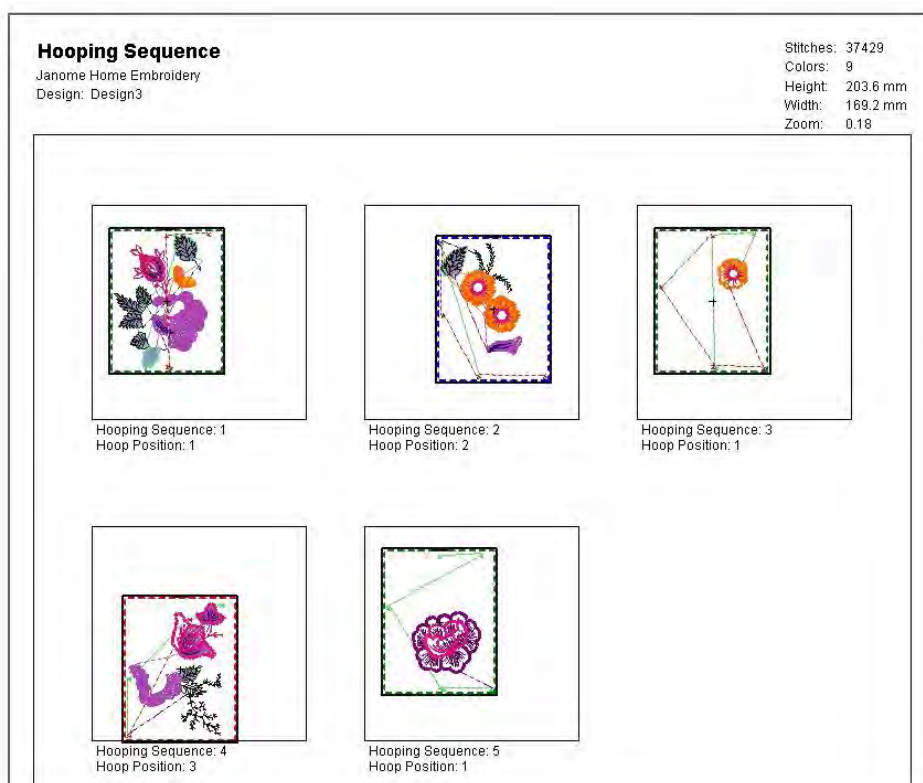 Hooping Sequence
Janome Home Embroidery
Design: Design3
Stitches: 37429
Colors: 9
Height: 203.6 mm
Width: 169.2 mm
Zoom: 0.18
Hooping Sequence: 1
Hoop Position: 1
Hooping Sequence: 2
Hoop Position: 2
Hooping Sequence: 3
Hoop Position: 1
Hooping Sequence: 4
Hoop Position: 3
Hooping Sequence: 5
Hoop Position: 1